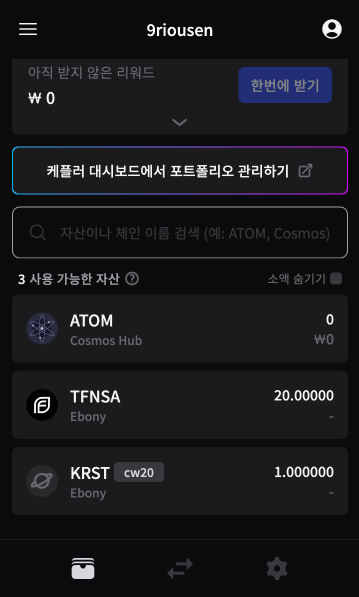 9riousen
아직 받지 않은 리워드
₩ 0
한번에 받기
케플러 대시보드에서 포트폴리오 관리하기
자산이나 체인 이름 검색 (예: ATOM, Cosmos)
3 사용 가능한 자산
소액 숨기기
ATOM 0
Cosmos Hub ₩0
TFNSA 20.00000
Ebony -
KRST cw20 1.000000
Ebony -